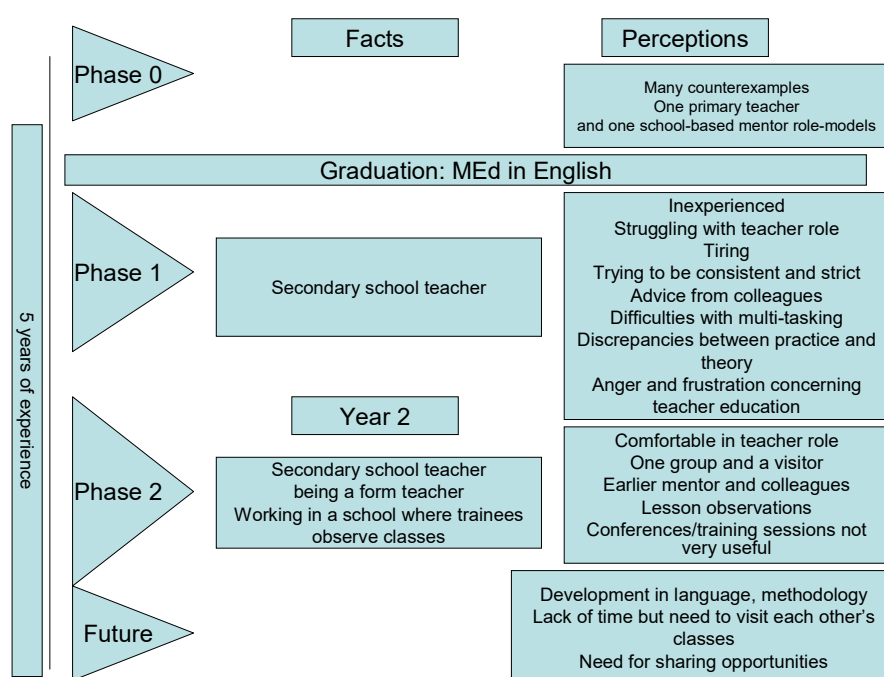 Facts
Perceptions
Phase 0
Many counterexamples
One primary teacher
and one school-based mentor role-models
Graduation: MEd in English
5 years of experience
Phase 1
Secondary school teacher
Inexperienced
Struggling with teacher role
Tiring
Trying to be consistent and strict
Advice from colleagues
Difficulties with multi-tasking
Discrepancies between practice and
theory
Anger and frustration concerning
teacher education
Year 2
Phase 2
Secondary school teacher
being a form teacher
Working in a school where trainees
observe classes
Comfortable in teacher role
One group and a visitor
Earlier mentor and colleagues
Lesson observations
Conferences/training sessions not
very useful
Future
Development in language, methodology
Lack of time but need to visit each other's
classes
Need for sharing opportunities